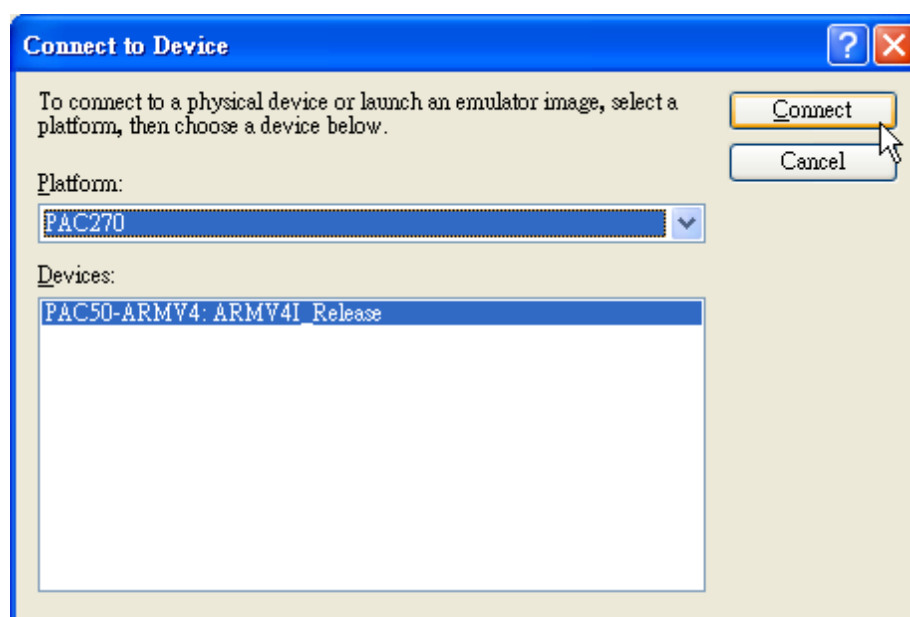 Connect to Device
To connect to a physical device or launch an emulator image, select a
platform, then choose a device below.
Connect
Cancel
Platform:
PAC270
Devices:
PAC50-ARMV4: ARMV4I_Release